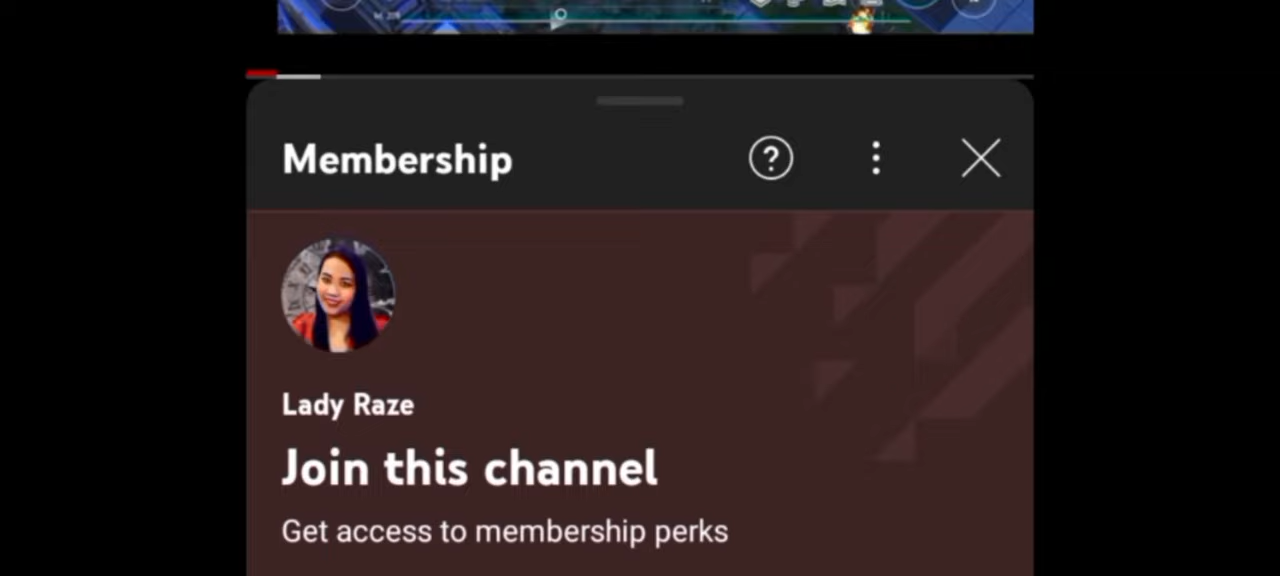 Membership
Lady Raze
Join this channel
Get access to membership perks